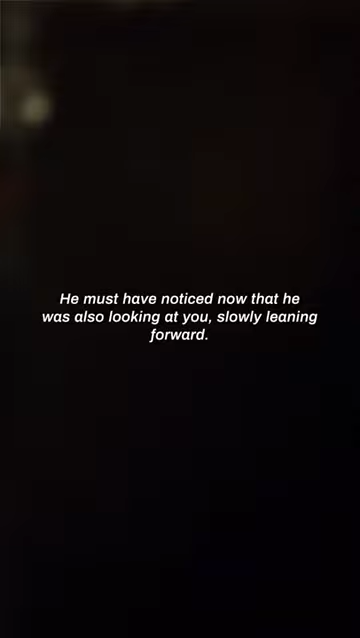 He must have noticed now that he
was also looking at you, slowly leaning
forward.